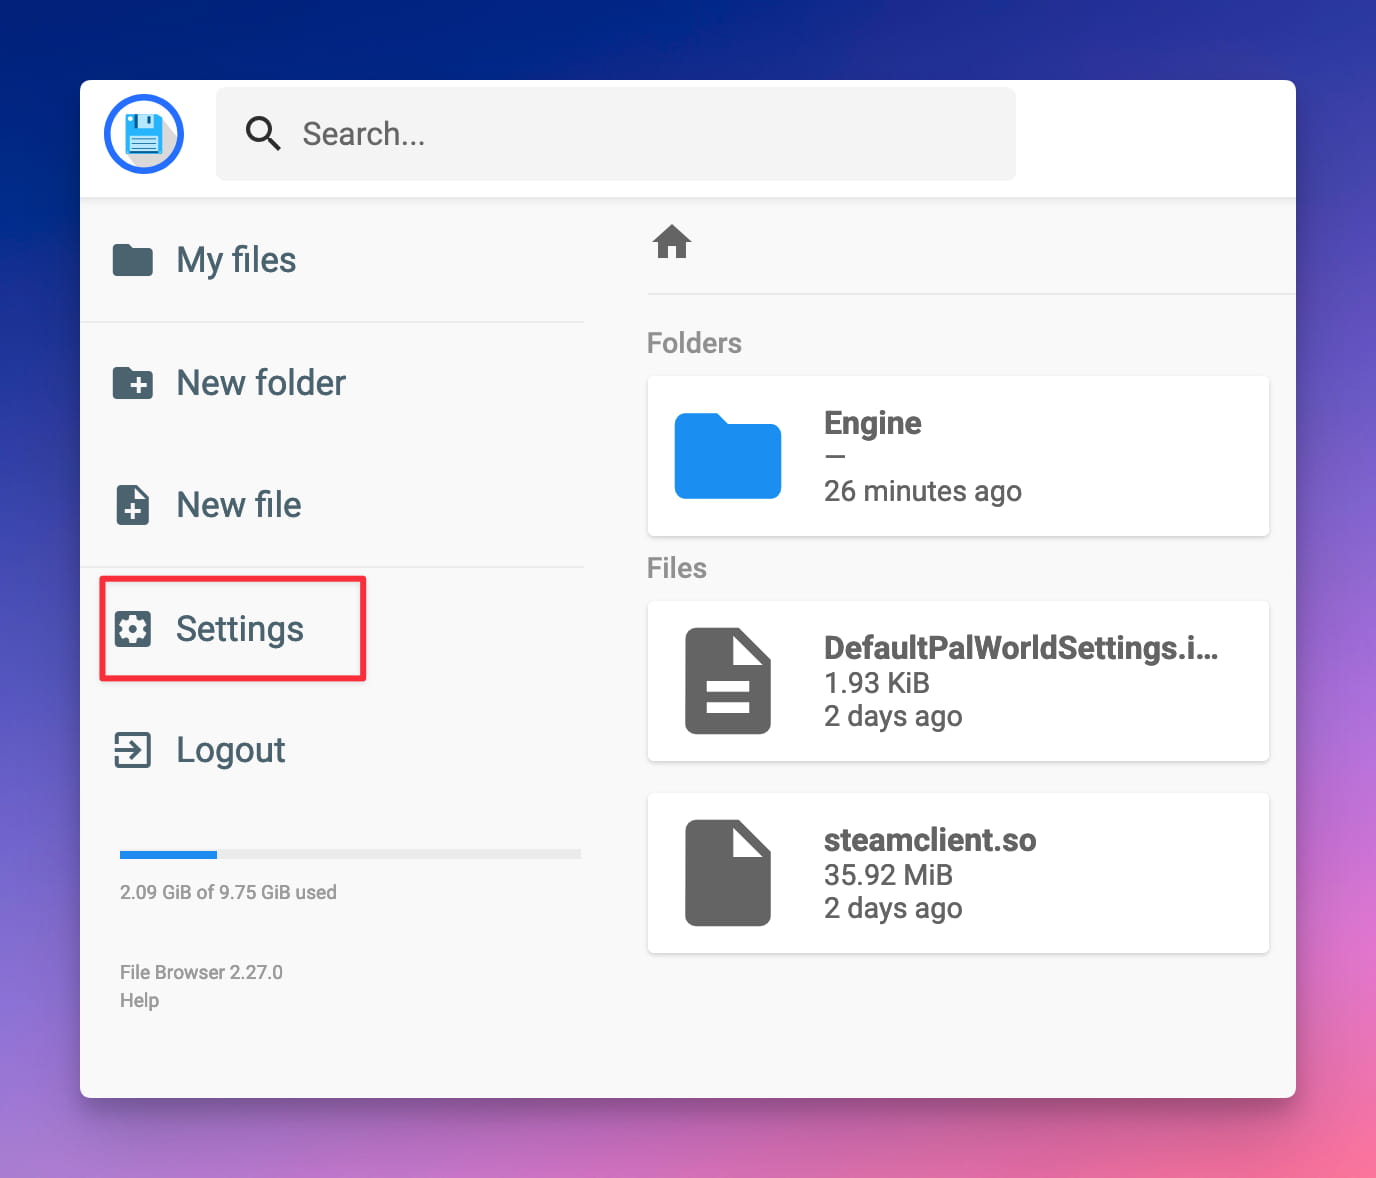 Search...
My files
New folder
New file
Settings
Logout
2.09 GiB of 9.75 GiB used
File Browser 2.27.0
Help
Folders
Engine
—
26 minutes ago
Files
DefaultPalWorldSettings.i...
1.93 KiB
2 days ago
steamclient.so
35.92 MiB
2 days ago